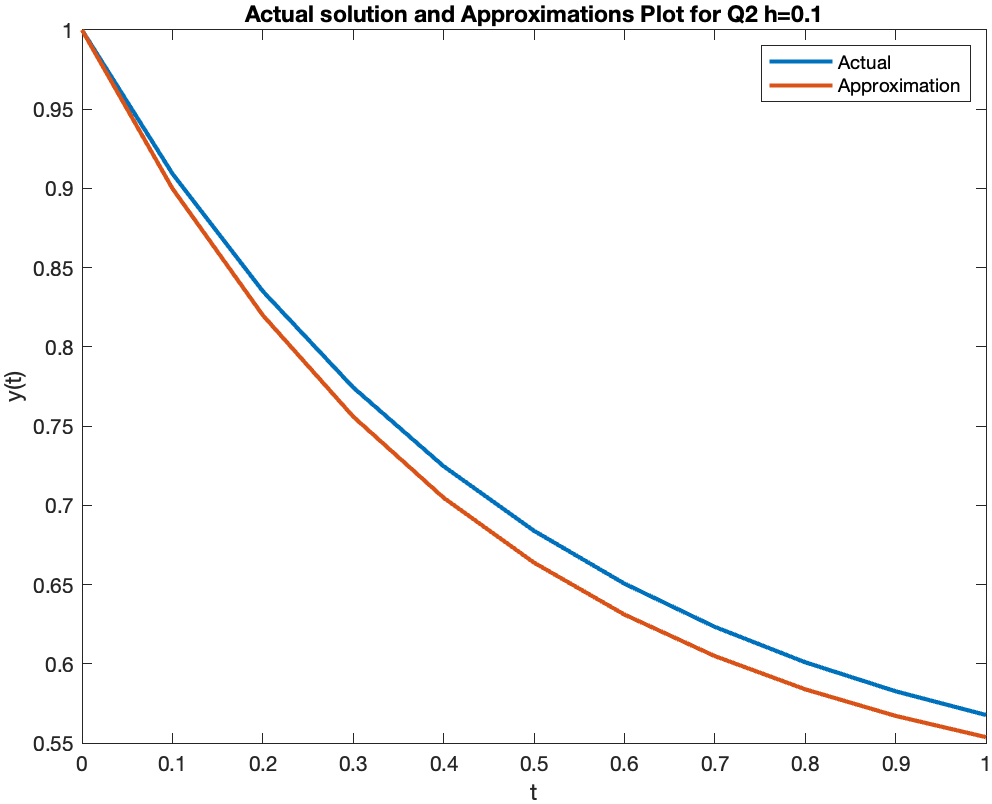 Actual solution and Approximations Plot for Q2 h=0.1
Actual
Approximation
1
0.95
0.9
0.85
0.8
0.75
0.7
0.65
0.6
0.55
y(t)
0 0.1 0.2 0.3 0.4 0.5 0.6 0.7 0.8 0.9 1
t